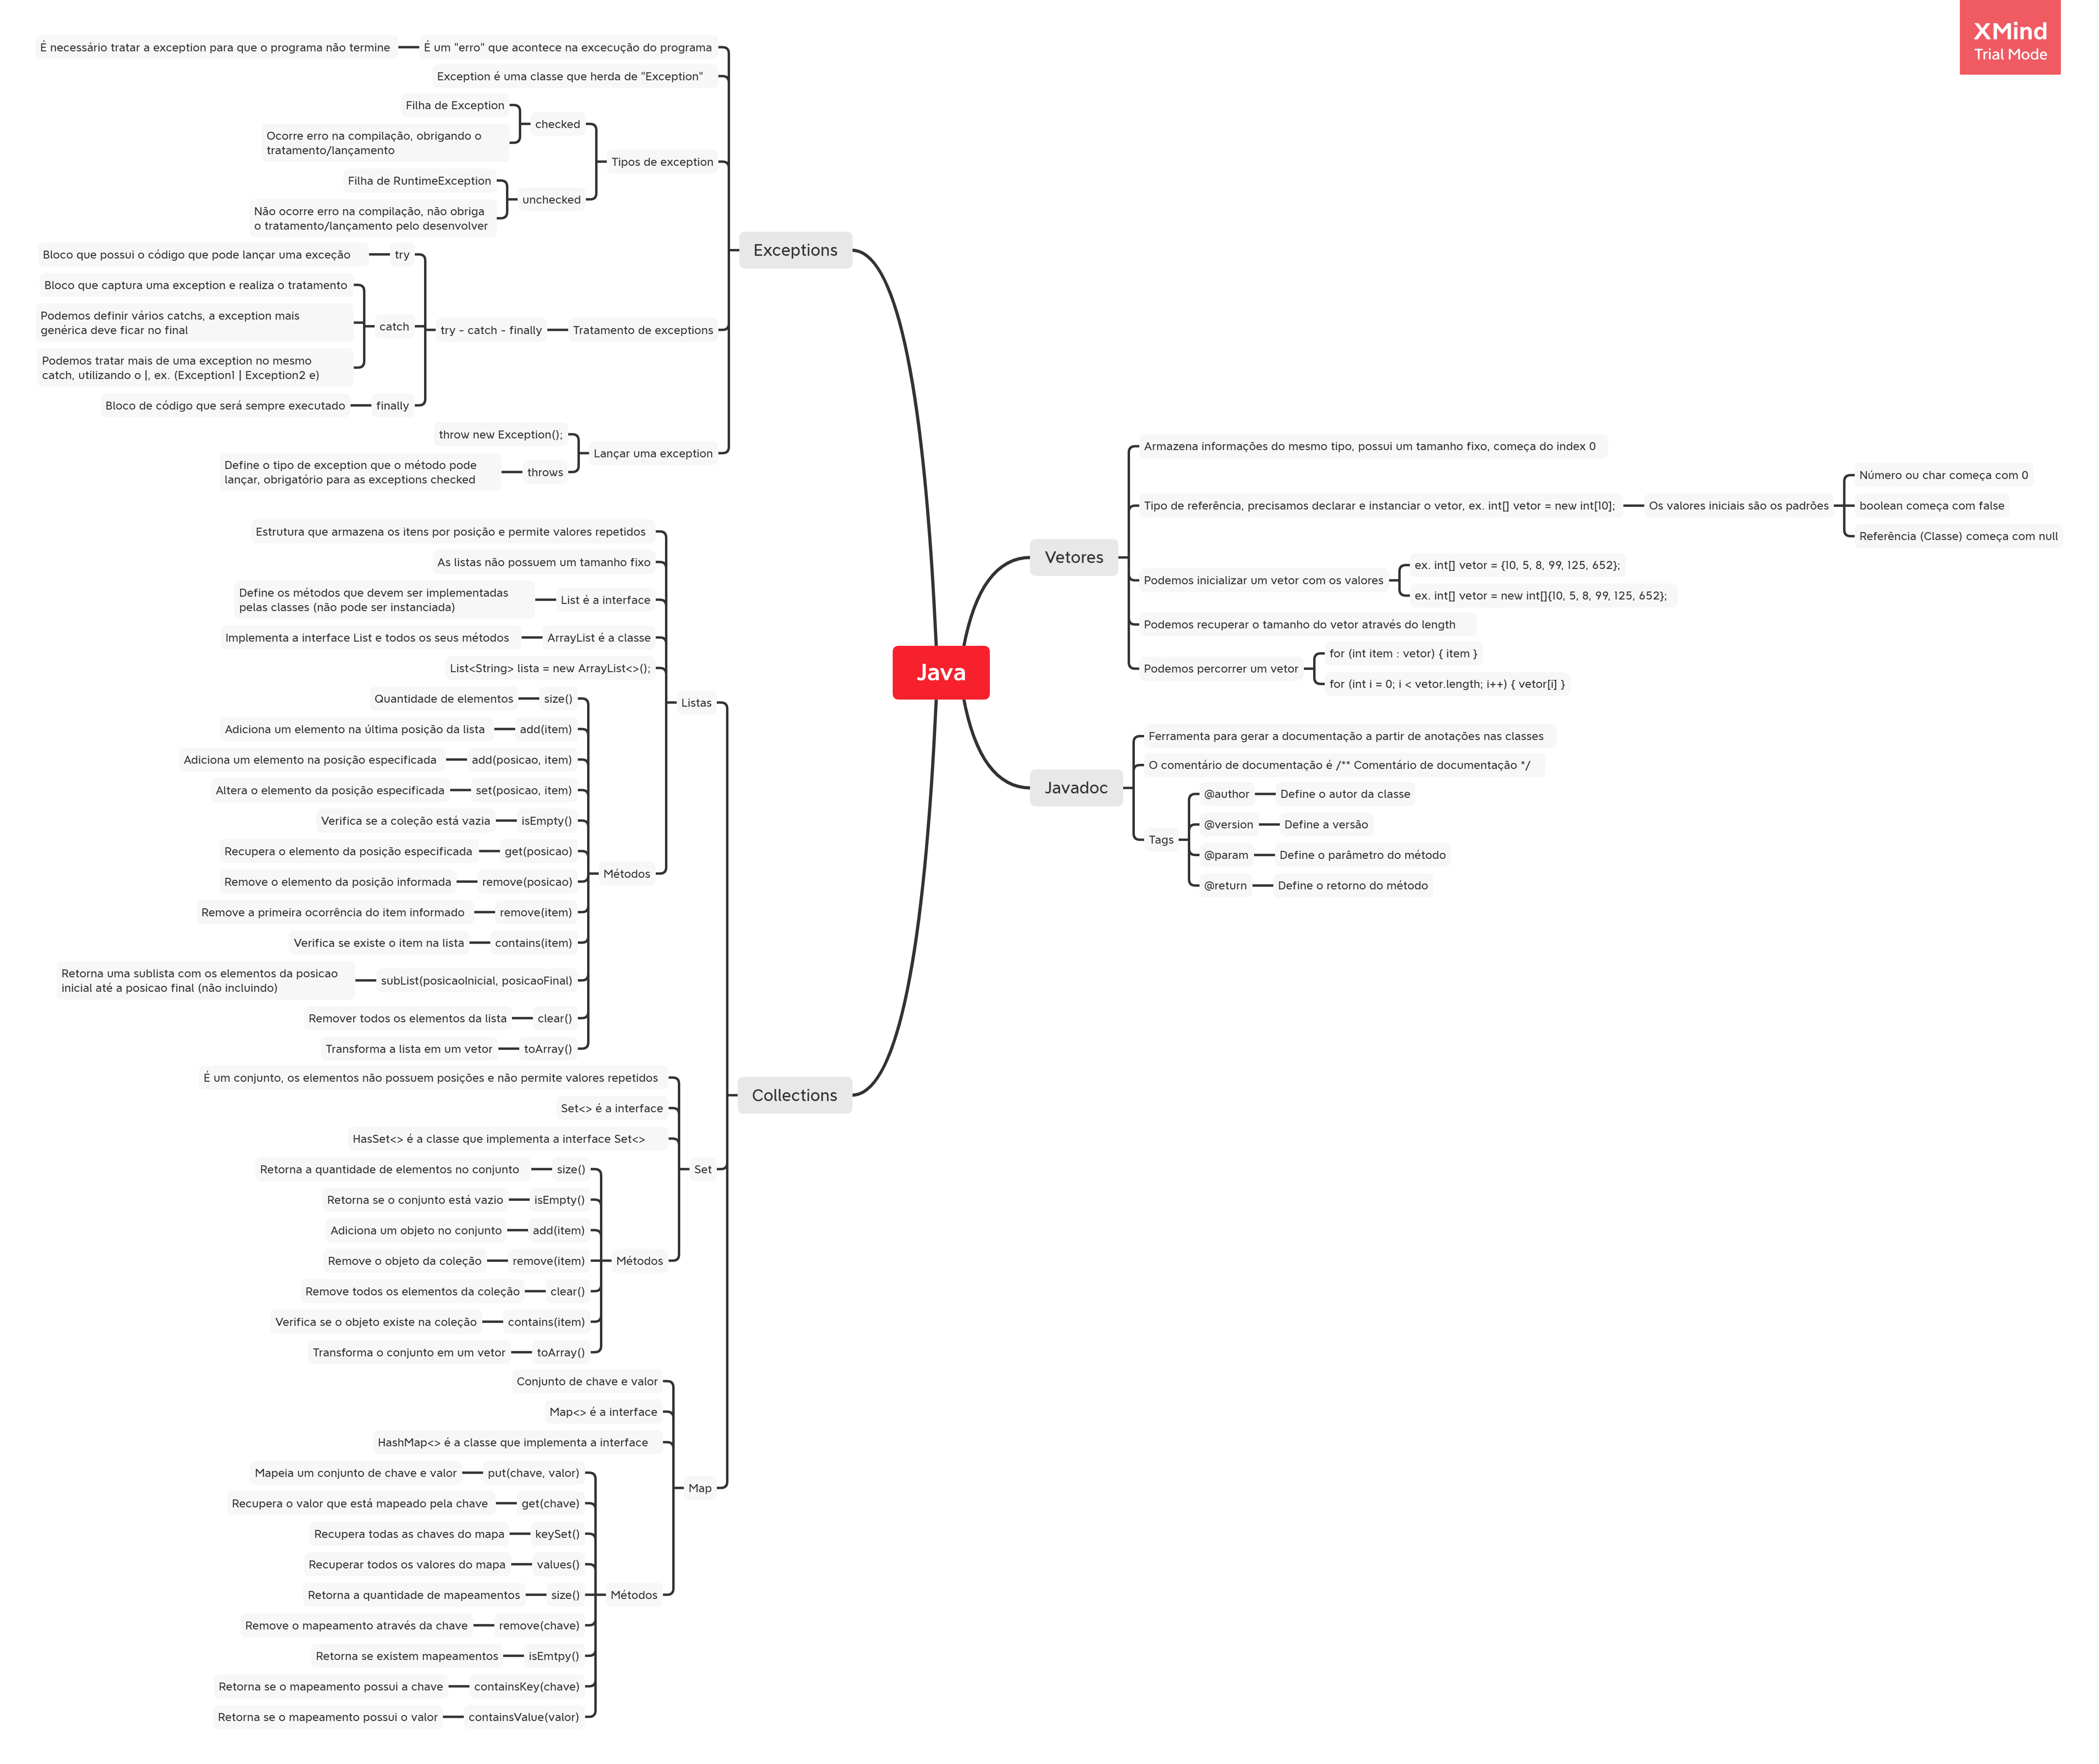 XMind
Trial Mode
É necessário tratar a exception para que o programa não termine
É um "erro" que acontece na excecução do programa
Exception é uma classe que herda de "Exception"
Filha de Exception
checked
Ocorre erro na compilação, obrigando o
tratamento/lançamento
Tipos de exception
Filha de RuntimeException
unchecked
Não ocorre erro na compilação, não obriga
o tratamento/lançamento pelo desenvolver
Exceptions
Bloco que possui o código que pode lançar uma exceção
try
Bloco que captura uma exception e realiza o tratamento
Podemos definir vários catchs, a exception mais
genérica deve ficar no final
catch
try - catch - finally
Tratamento de exceptions
Podemos tratar mais de uma exception no mesmo
catch, utilizando o |, ex. (Exception1 | Exception2 e)
Bloco de código que será sempre executado
finally
throw new Exception();
Lançar uma exception
Define o tipo de exception que o método pode
lançar, obrigatório para as exceptions checked
throws
Java
Vetores
Armazena informações do mesmo tipo, possui um tamanho fixo, começa do index 0
Tipo de referência, precisamos declarar e instanciar o vetor, ex. int[] vetor = new int[10];
Os valores iniciais são os padrões
Número ou char começa com 0
boolean começa com false
Referência (Classe) começa com null
Podemos inicializar um vetor com os valores
ex. int[] vetor = {10, 5, 8, 99, 125, 652};
ex. int[] vetor = new int[]{10, 5, 8, 99, 125, 652};
Podemos recuperar o tamanho do vetor através do length
Podemos percorrer um vetor
for (int item : vetor) { item }
for (int i = 0; i < vetor.length; i++) { vetor[i] }
Javadoc
Ferramenta para gerar a documentação a partir de anotações nas classes
O comentário de documentação é /** Comentário de documentação */
Tags
@author
Define o autor da classe
@version
Define a versão
@param
Define o parâmetro do método
@return
Define o retorno do método
Collections
Listas
Estrutura que armazena os itens por posição e permite valores repetidos
As listas não possuem um tamanho fixo
Define os métodos que devem ser implementadas
pelas classes (não pode ser instanciada)
List é a interface
Implementa a interface List e todos os seus métodos
ArrayList é a classe
List<String> lista = new ArrayList<>();
Métodos
Quantidade de elementos
size()
Adiciona um elemento na última posição da lista
add(item)
Adiciona um elemento na posição especificada
add(posicao, item)
Altera o elemento da posição especificada
set(posicao, item)
Verifica se a coleção está vazia
isEmpty()
Recupera o elemento da posição especificada
get(posicao)
Remove o elemento da posição informada
remove(posicao)
Remove a primeira ocorrência do item informado
remove(item)
Verifica se existe o item na lista
contains(item)
Retorna uma sublista com os elementos da posicao
inicial até a posicao final (não incluindo)
subList(posicaoInicial, posicaoFinal)
Remover todos os elementos da lista
clear()
Transforma a lista em um vetor
toArray()
Set
É um conjunto, os elementos não possuem posições e não permite valores repetidos
Set<> é a interface
HasSet<> é a classe que implementa a interface Set<>
Métodos
Retorna a quantidade de elementos no conjunto
size()
Retorna se o conjunto está vazio
isEmpty()
Adiciona um objeto no conjunto
add(item)
Remove o objeto da coleção
remove(item)
Remove todos os elementos da coleção
clear()
Verifica se o objeto existe na coleção
contains(item)
Transforma o conjunto em um vetor
toArray()
Map
Conjunto de chave e valor
Map<> é a interface
HashMap<> é a classe que implementa a interface
Métodos
Mapeia um conjunto de chave e valor
put(chave, valor)
Recupera o valor que está mapeado pela chave
get(chave)
Recupera todas as chaves do mapa
keySet()
Recuperar todos os valores do mapa
values()
Retorna a quantidade de mapeamentos
size()
Remove o mapeamento através da chave
remove(chave)
Retorna se existem mapeamentos
isEmtpy()
Retorna se o mapeamento possui a chave
containsKey(chave)
Retorna se o mapeamento possui o valor
containsValue(valor)